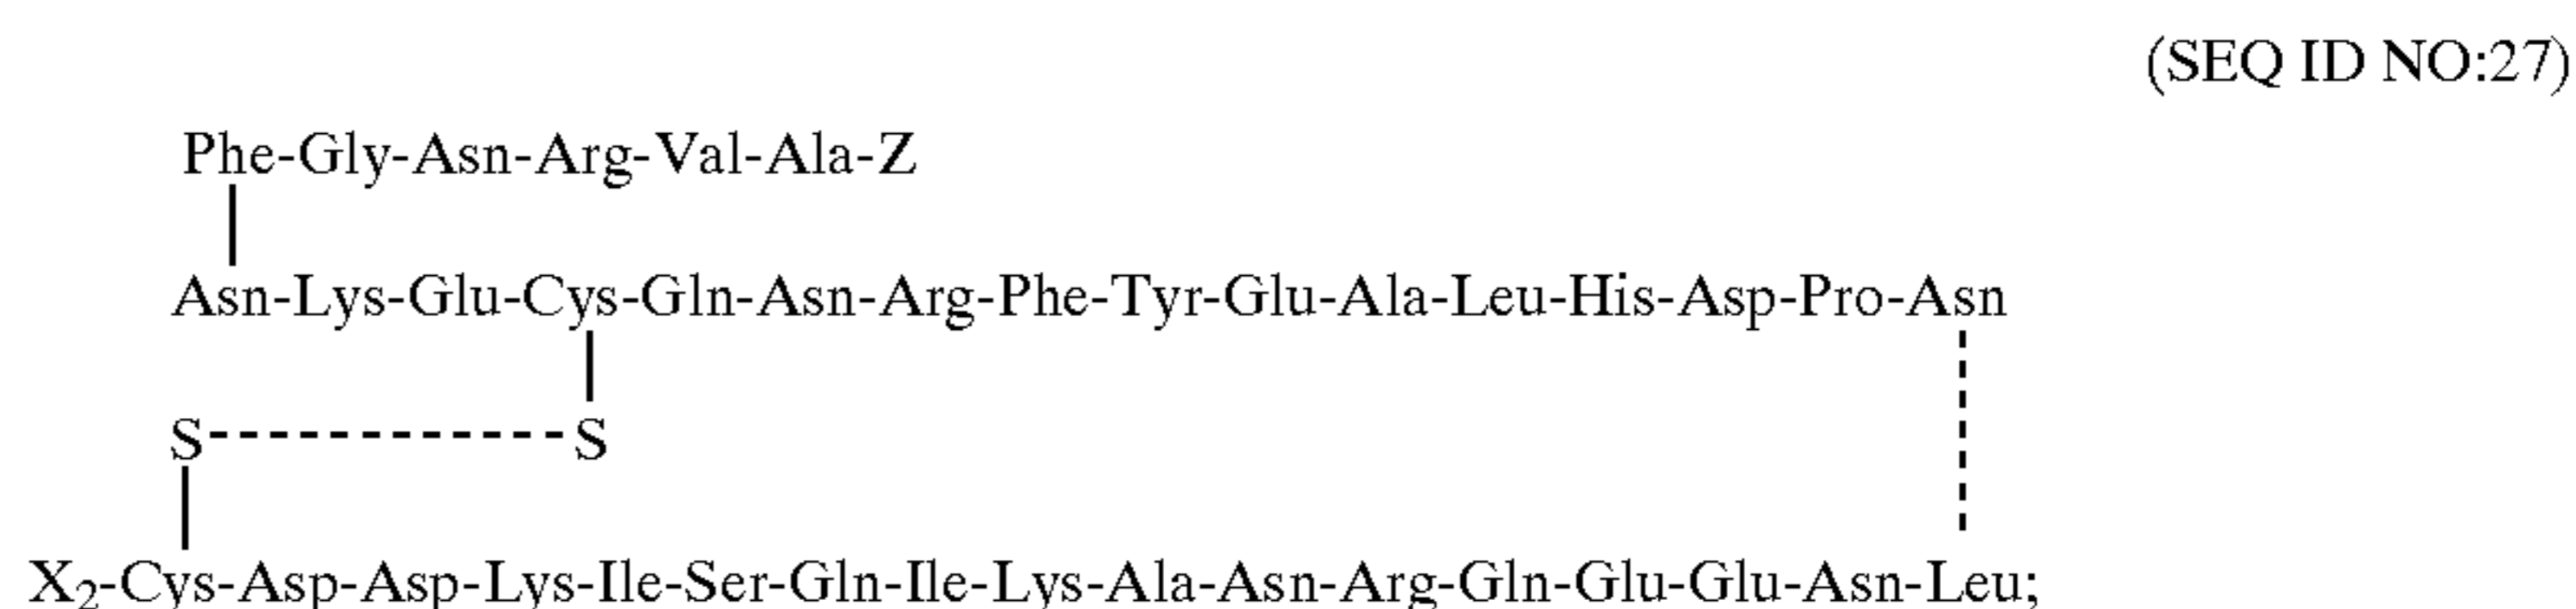 (SEQ ID NO:27)
Phe-Gly-Asn-Arg-Val-Ala-Z
Asn-Lys-Glu-Cys-Gln-Asn-Arg-Phe-Tyr-Glu-Ala-Leu-His-Asp-Pro-Asn
S S
X₂-Cys-Asp-Asp-Lys-Ile-Ser-Gln-Ile-Lys-Ala-Asn-Arg-Gln-Glu-Glu-Asn-Leu;